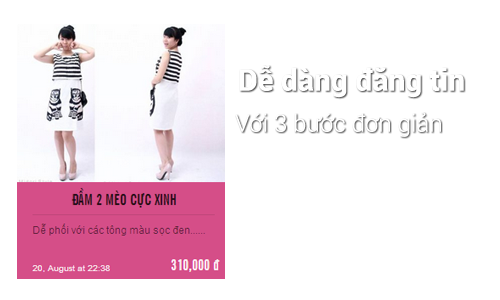 Dễ dàng đăng tin
Với 3 bước đơn giản
ĐẦM 2 MÈO CỰC XINH
Dễ phối với các tông màu sọc đen......
20, August at 22:38
310,000 đ